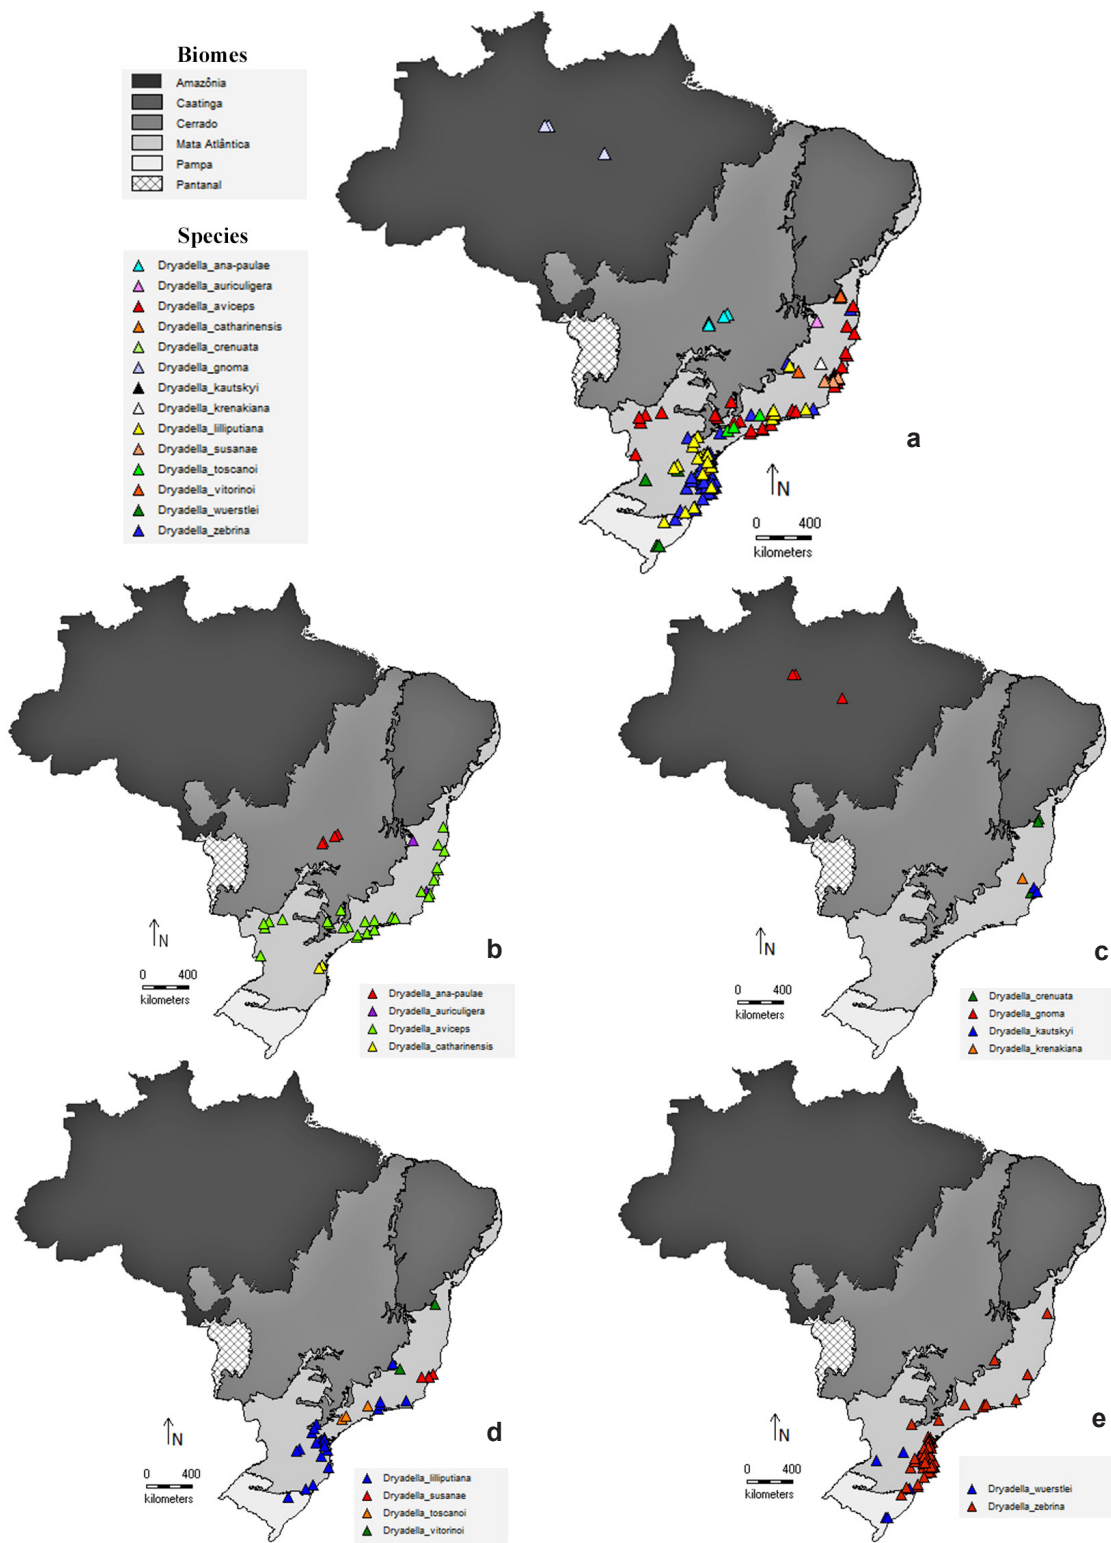 Biomes
Amazônia
Caatinga
Cerrado
Mata Atlântica
Pampa
Pantanal
Species
Dryadella_ana-paulae
Dryadella_auriculigera
Dryadella_aviceps
Dryadella_catharinensis
Dryadella_crenuata
Dryadella_gnoma
Dryadella_kautskyi
Dryadella_krenakiana
Dryadella_lilliputiana
Dryadella_susanae
Dryadella_toscanoi
Dryadella_vitorinoi
Dryadella_wuerstlei
Dryadella_zebrina
a
N
0 400
kilometers
b
N
0 400
kilometers
Dryadella_ana-paulae
Dryadella_auriculigera
Dryadella_aviceps
Dryadella_catharinensis
c
N
0 400
kilometers
Dryadella_crenuata
Dryadella_gnoma
Dryadella_kautskyi
Dryadella_krenakiana
d
N
0 400
kilometers
Dryadella_lilliputiana
Dryadella_susanae
Dryadella_toscanoi
Dryadella_vitorinoi
e
N
0 400
kilometers
Dryadella_wuerstlei
Dryadella_zebrina